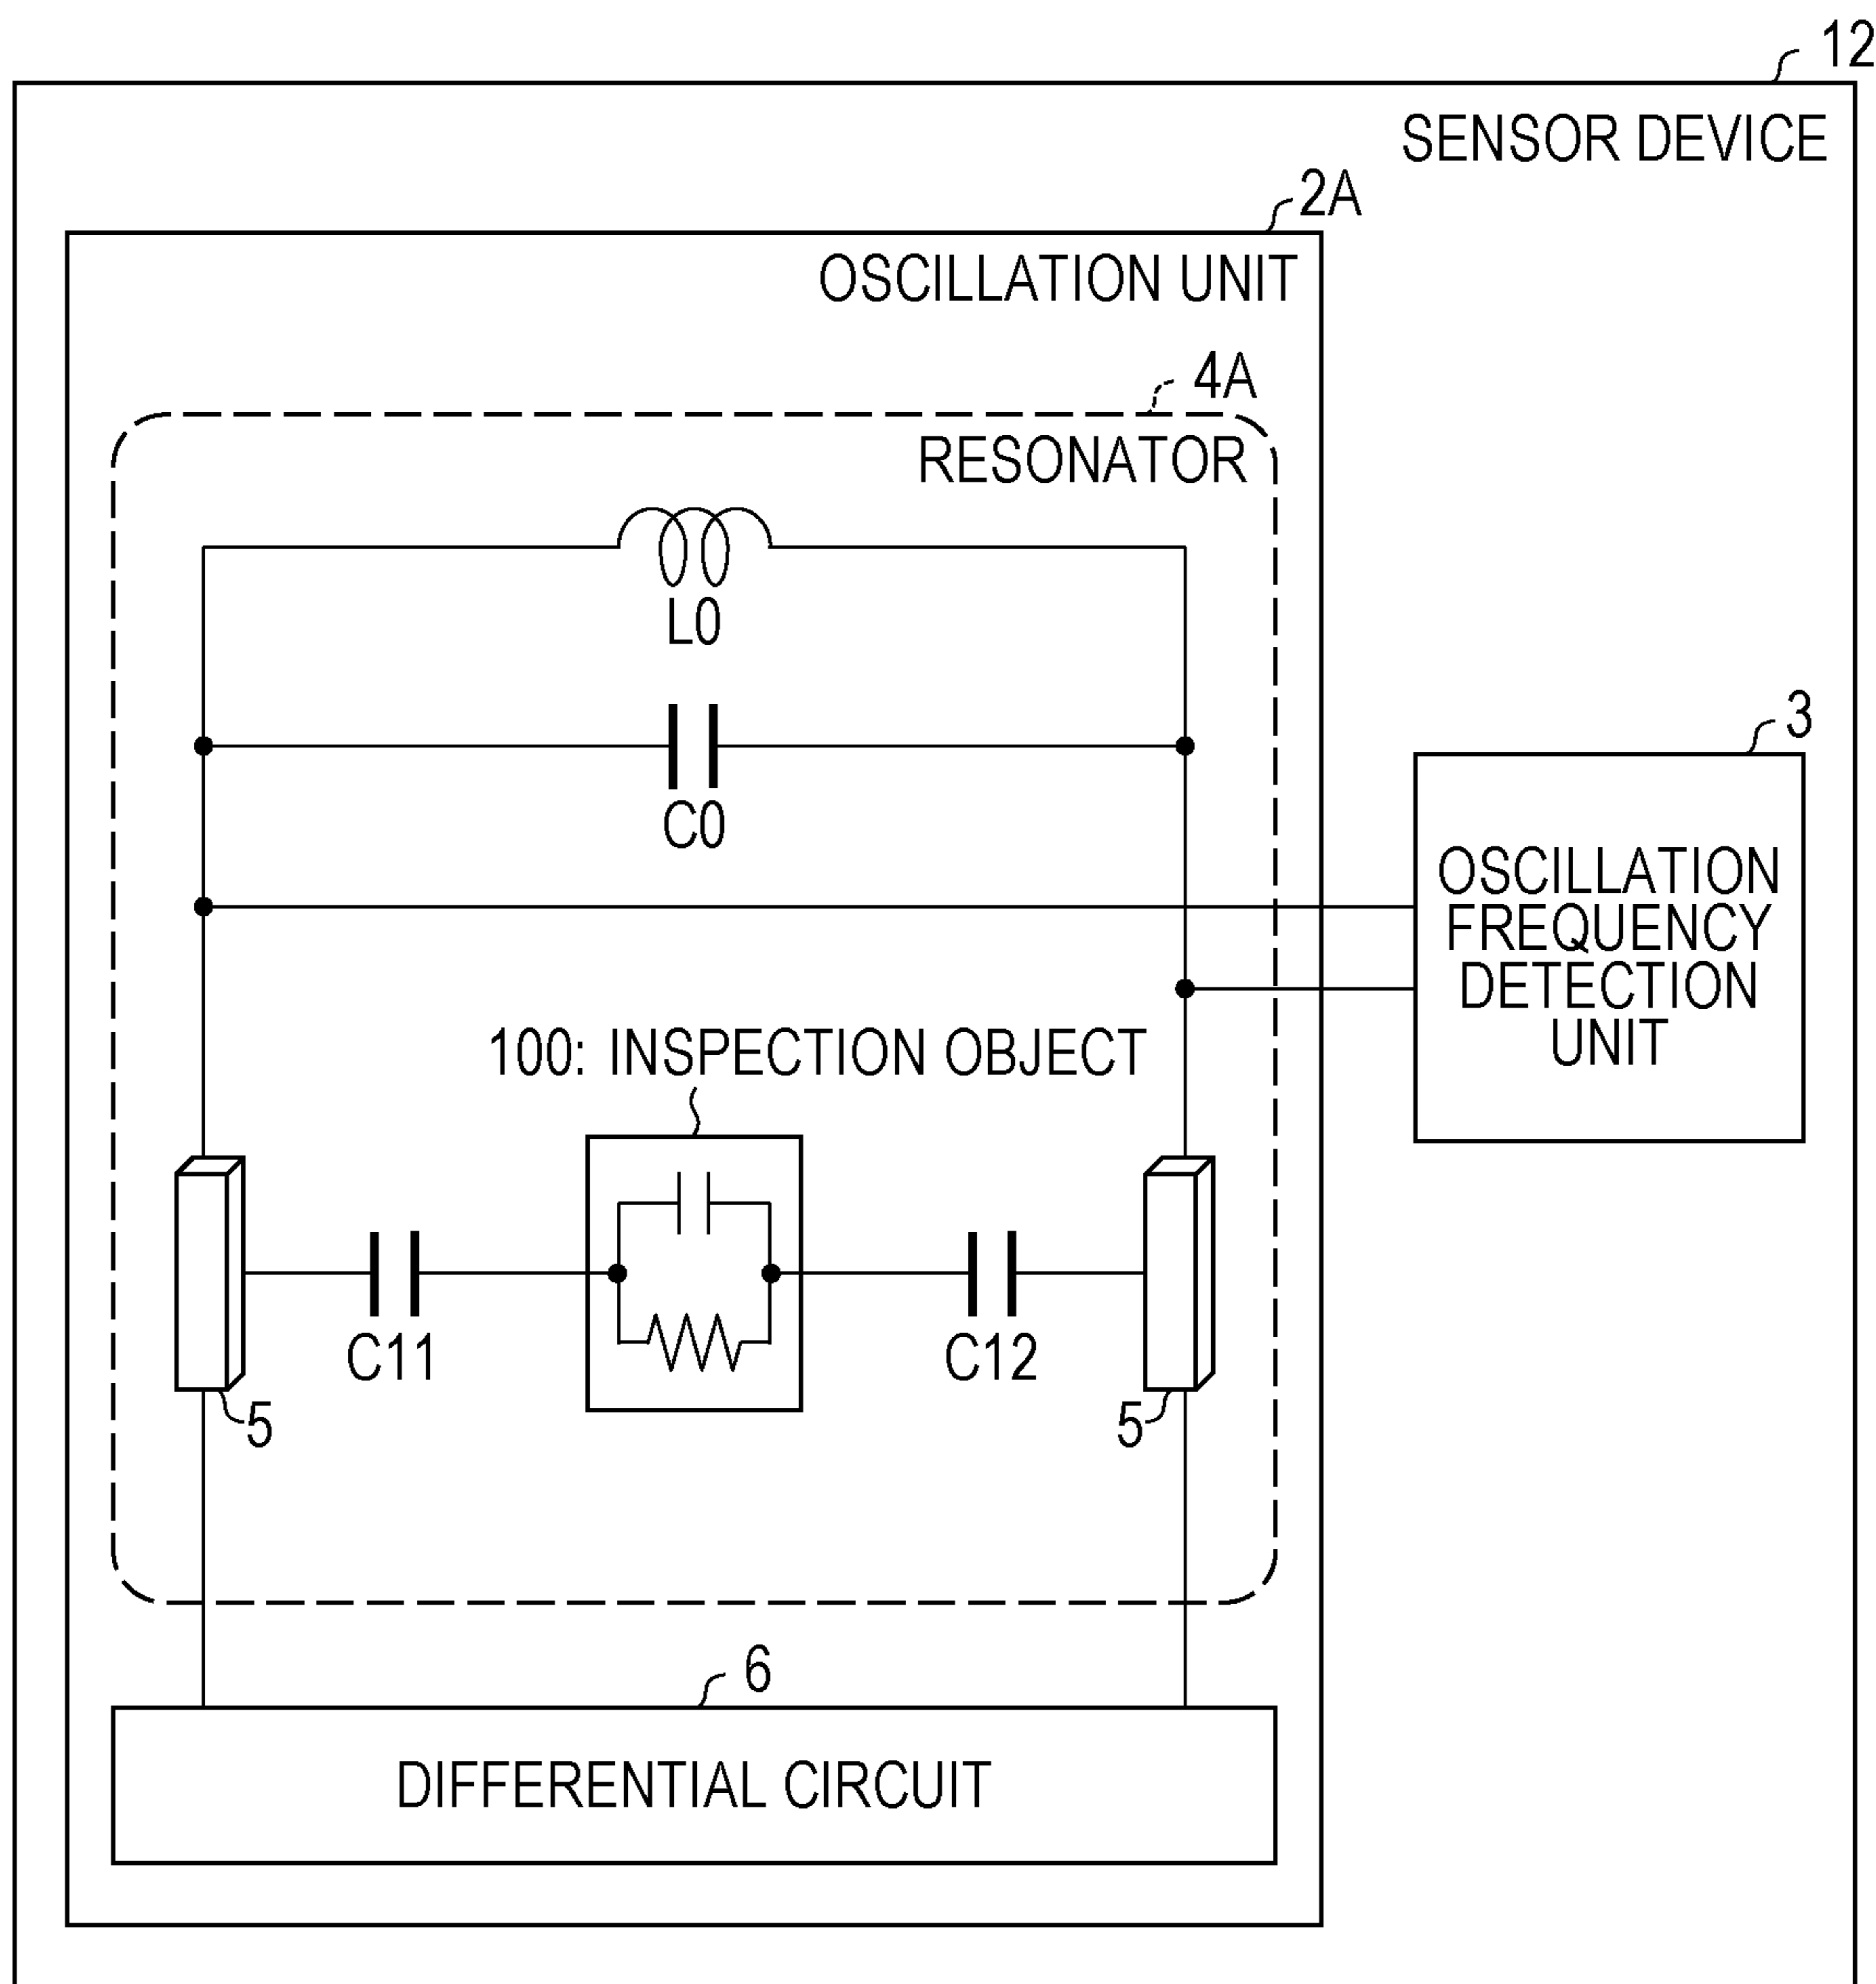 12
SENSOR DEVICE
2A
OSCILLATION UNIT
4A
RESONATOR
L0
C0
3
OSCILLATION
FREQUENCY
DETECTION
UNIT
100: INSPECTION OBJECT
C11
C12
5
5
6
DIFFERENTIAL CIRCUIT